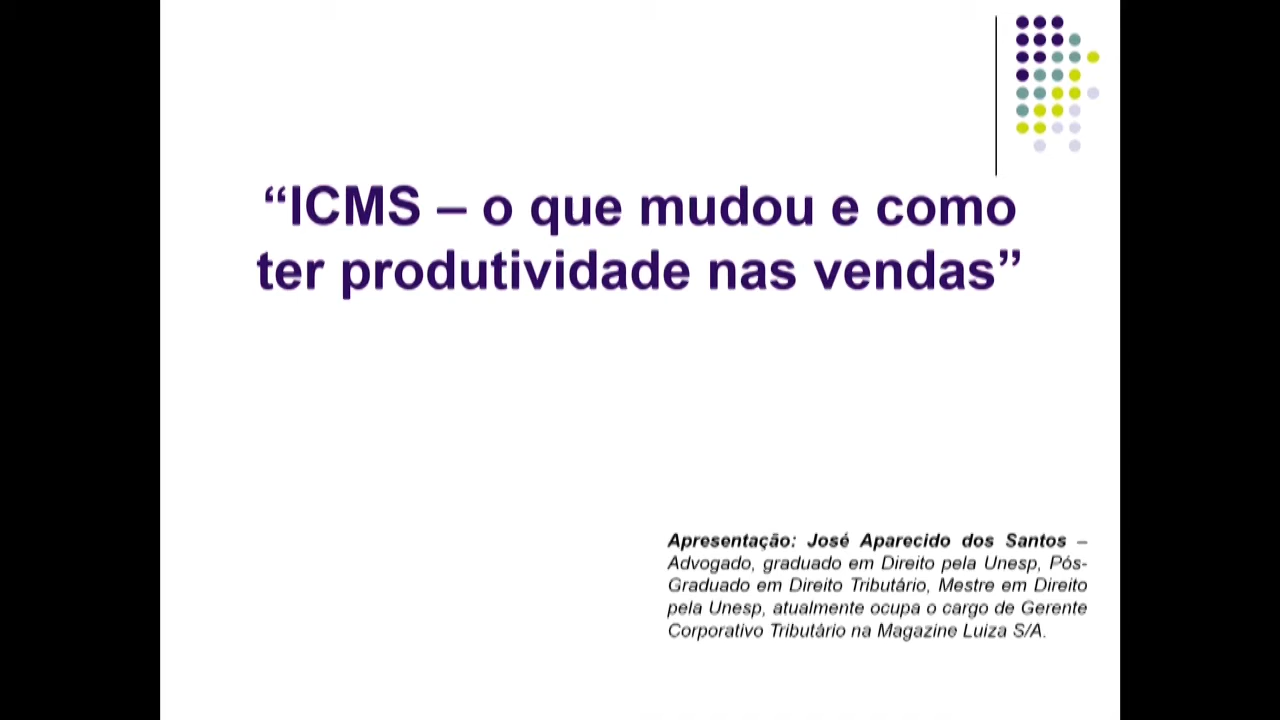 “ICMS – o que mudou e como
ter produtividade nas vendas”
Apresentação: José Aparecido dos Santos –
Advogado, graduado em Direito pela Unesp, Pós-
Graduado em Direito Tributário, Mestre em Direito
pela Unesp, atualmente ocupa o cargo de Gerente
Corporativo Tributário na Magazine Luiza S/A.